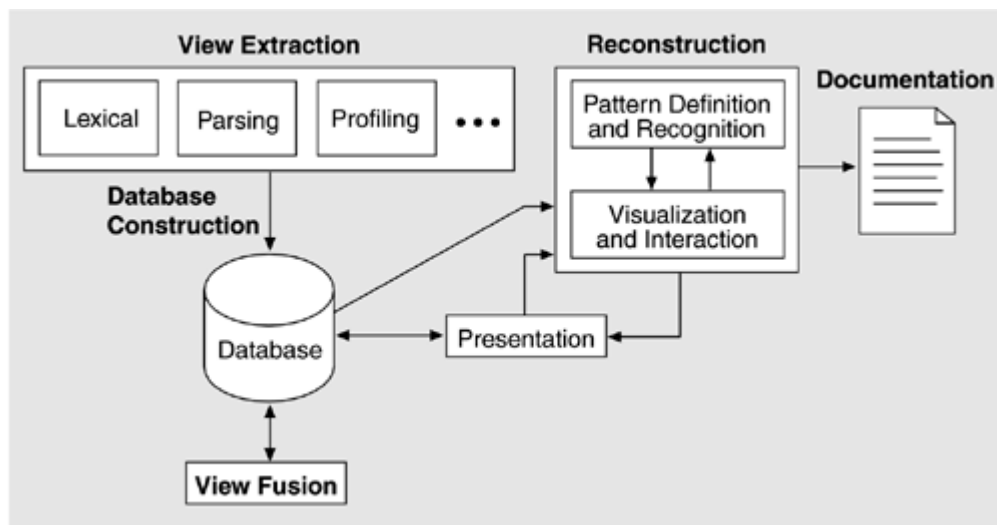 View Extraction
Lexical
Parsing
Profiling
Reconstruction
Pattern Definition
and Recognition
Visualization
and Interaction
Documentation
Database
Construction
Database
Presentation
View Fusion